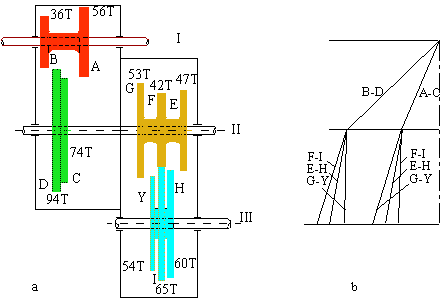 56T
36T
I
B
A
53T
47T
42T
G
F
E
II
74T
D
C
94T
Y
H
III
54T
I
60T
65T
a
B-D
A-C
F-I
E-H
G-Y
F-I
E-H
G-Y
b